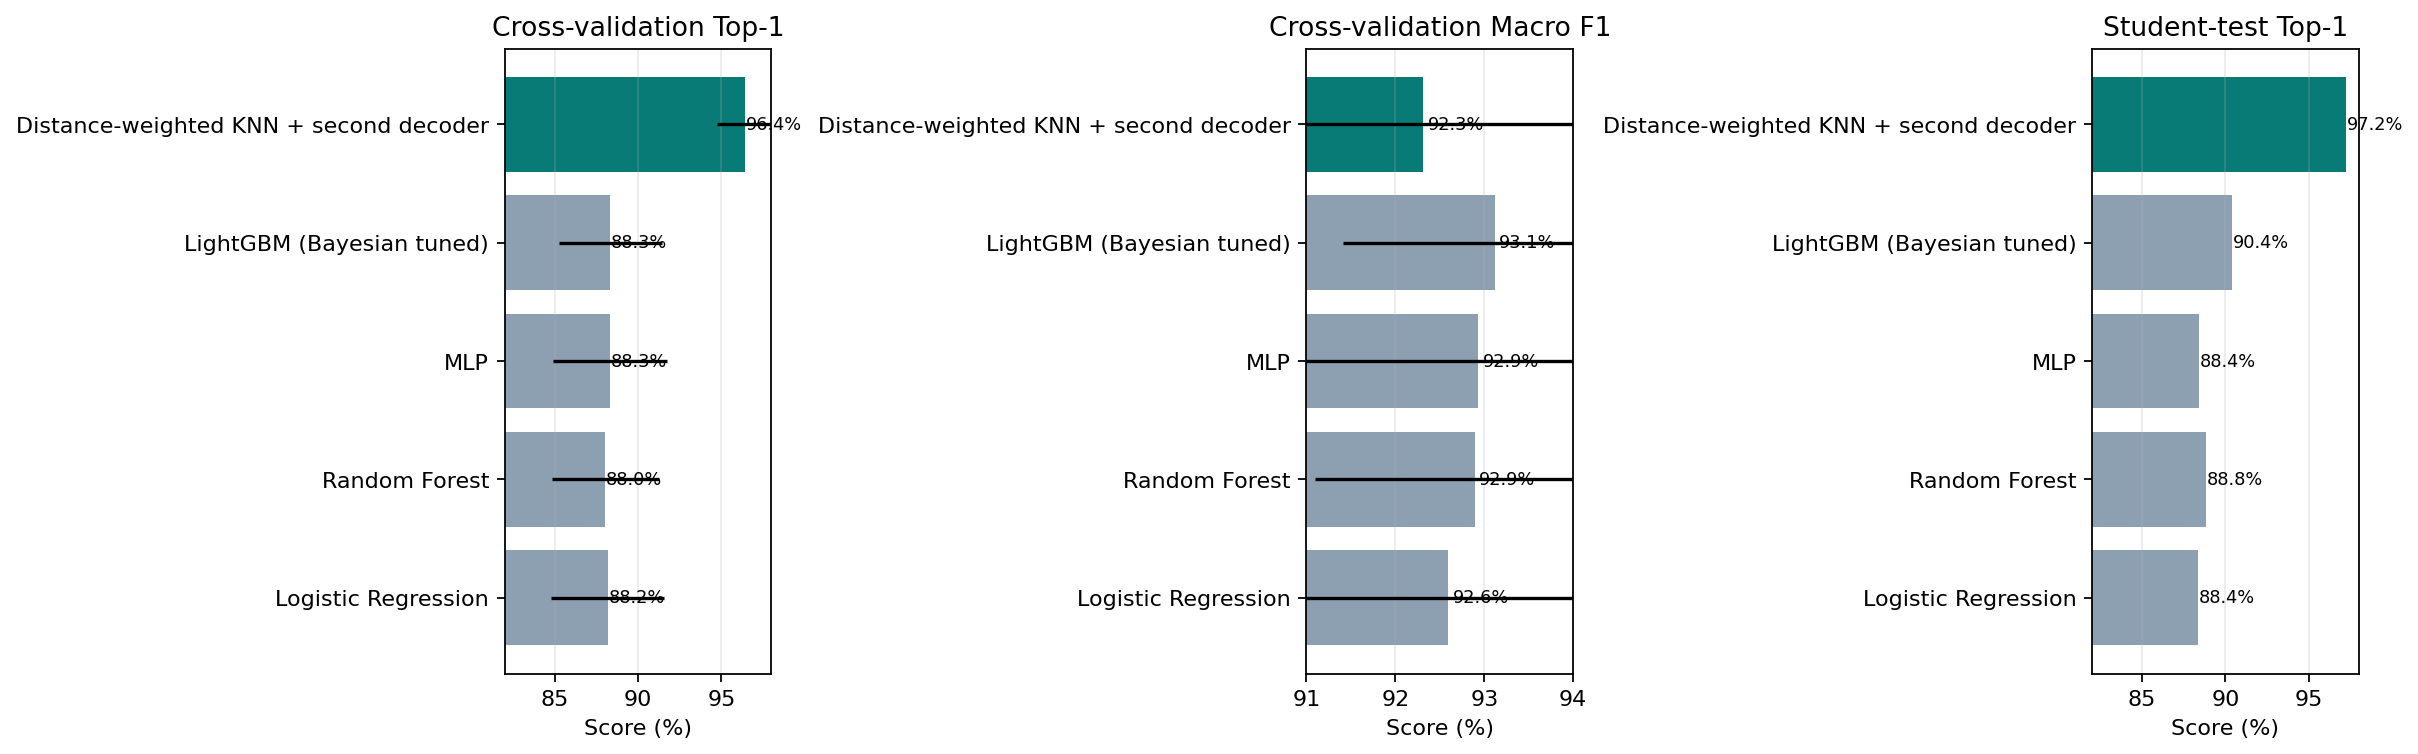 Cross-validation Top-1
Distance-weighted KNN + second decoder
96.4%
LightGBM (Bayesian tuned)
88.3%
MLP
88.3%
Random Forest
88.0%
Logistic Regression
88.2%
85 90 95
Score (%)
Cross-validation Macro F1
Distance-weighted KNN + second decoder
92.3%
LightGBM (Bayesian tuned)
93.1%
MLP
92.9%
Random Forest
92.9%
Logistic Regression
92.6%
91 92 93 94
Score (%)
Student-test Top-1
Distance-weighted KNN + second decoder
97.2%
LightGBM (Bayesian tuned)
90.4%
MLP
88.4%
Random Forest
88.8%
Logistic Regression
88.4%
85 90 95
Score (%)